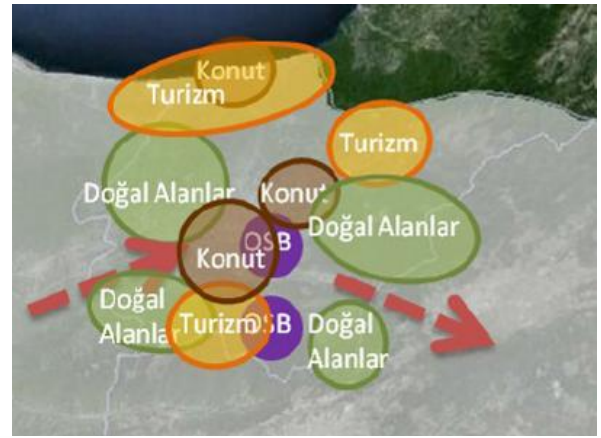 Konut
Turizm
Turizm
Doğal Alanlar
Konut
Doğal Alanlar
OSB
Konut
Doğal
Alanlar
Turizm
OSB
Doğal
Alanlar